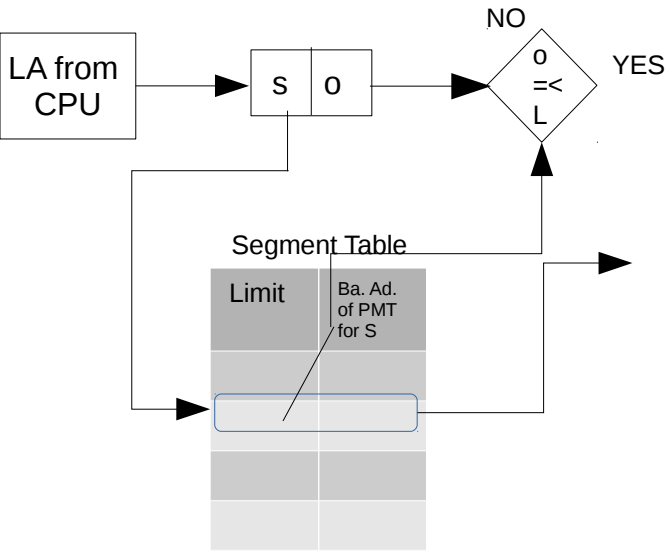 NO
LA from
CPU
s o
o
=<
L
YES
Segment Table
Limit
Ba. Ad.
of PMT
for S